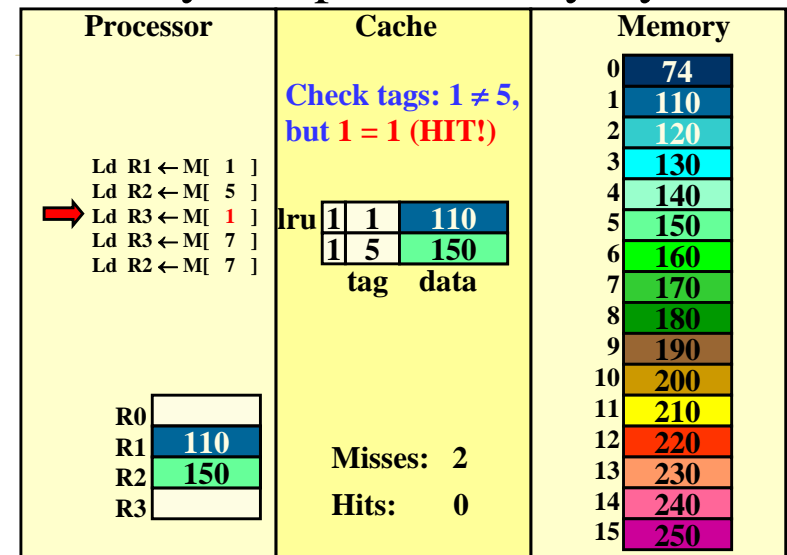 Processor
Cache
Memory
Check tags: 1 ≠ 5,
but 1 = 1 (HIT!)
Ld R1 ← M[ 1 ]
Ld R2 ← M[ 5 ]
Ld R3 ← M[ 1 ]
Ld R3 ← M[ 7 ]
Ld R2 ← M[ 7 ]
lru 1 1 110
1 5 150
tag data
R0
R1 110
R2 150
R3
Misses: 2
Hits: 0
0 74
1 110
2 120
3 130
4 140
5 150
6 160
7 170
8 180
9 190
10 200
11 210
12 220
13 230
14 240
15 250